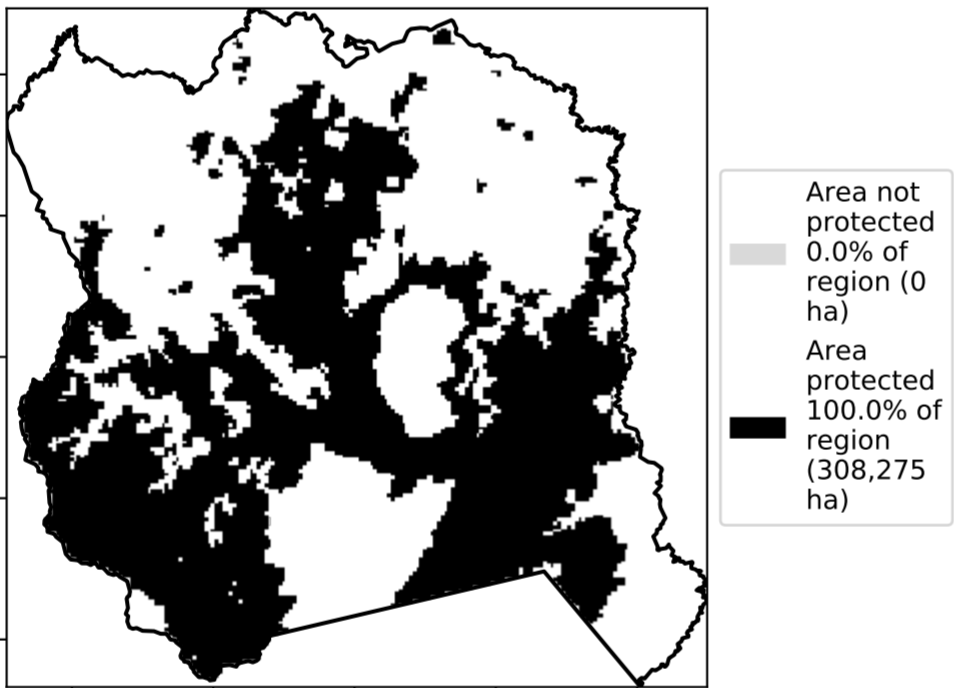 Area not
protected
0.0% of
region (0
ha)
Area
protected
100.0% of
region
(308,275
ha)